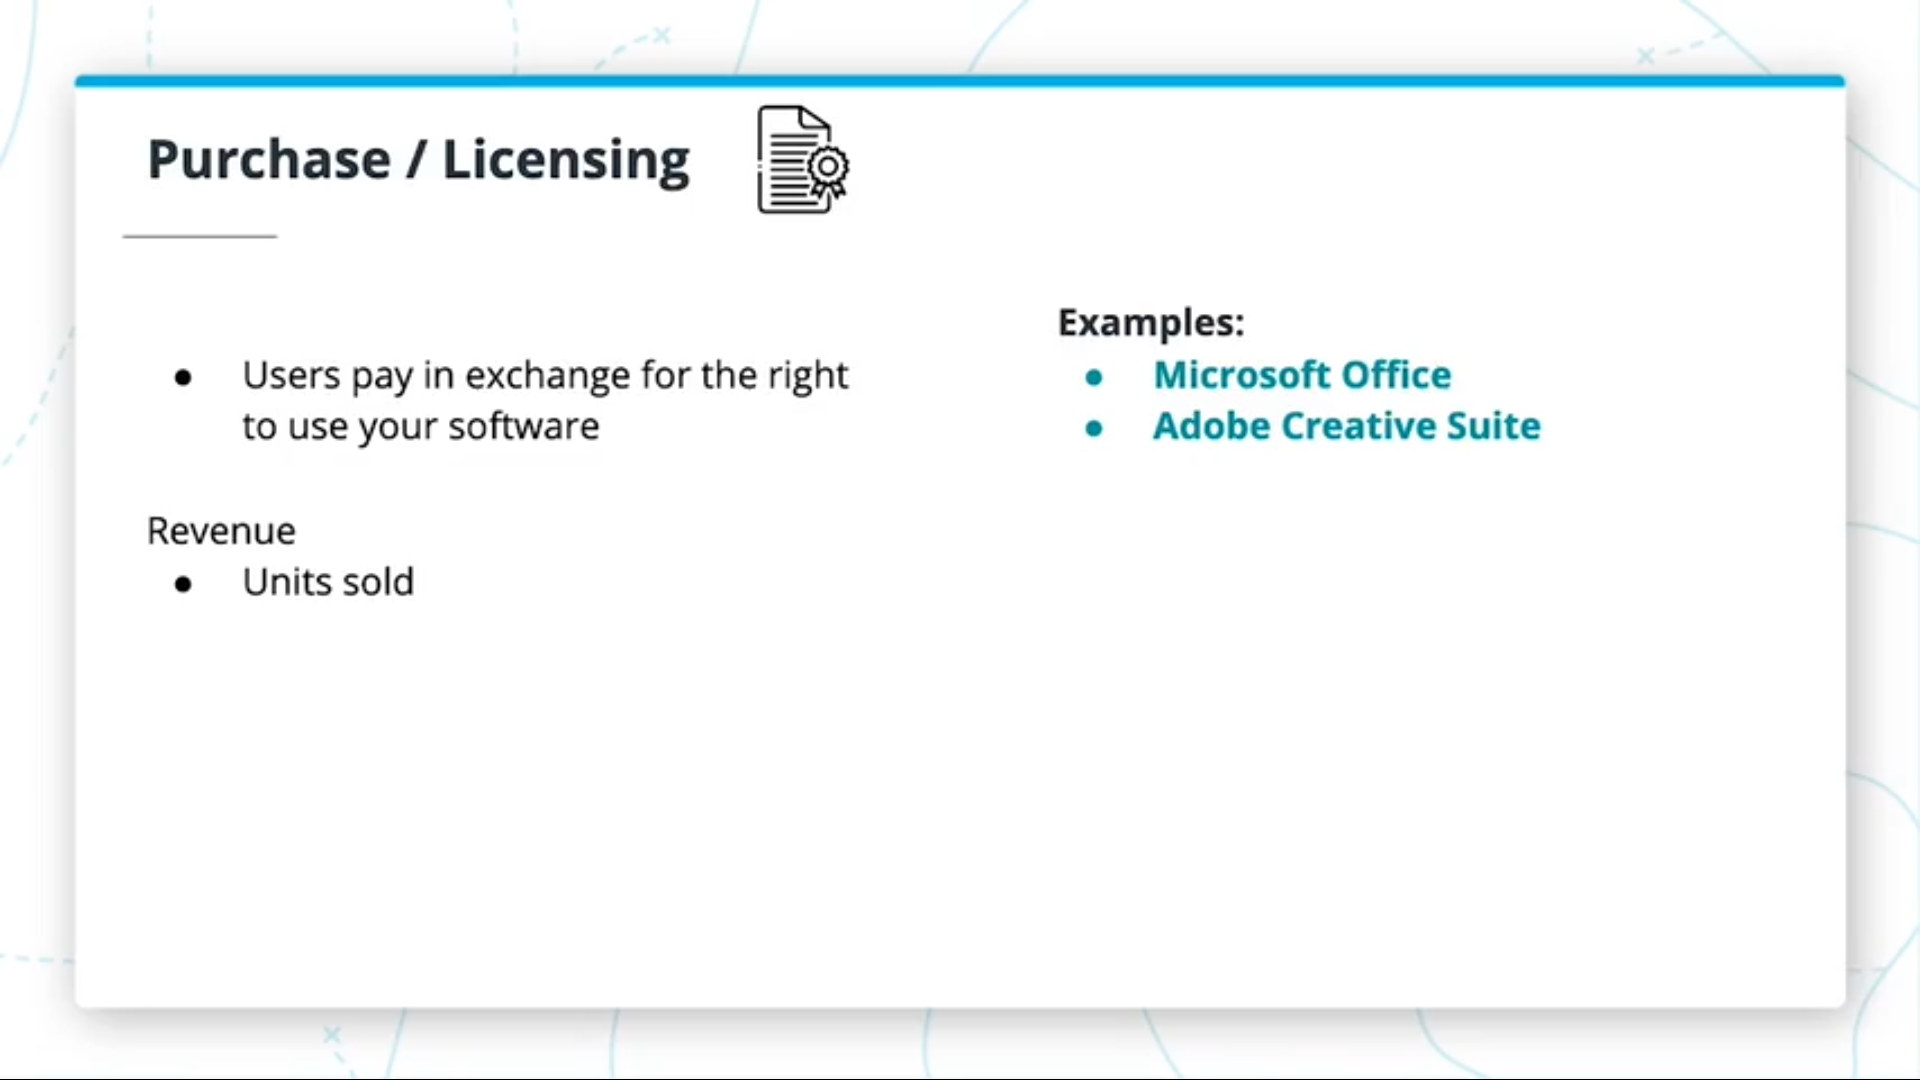 Purchase / Licensing
● Users pay in exchange for the right
to use your software
Revenue
● Units sold
Examples:
● Microsoft Office
● Adobe Creative Suite